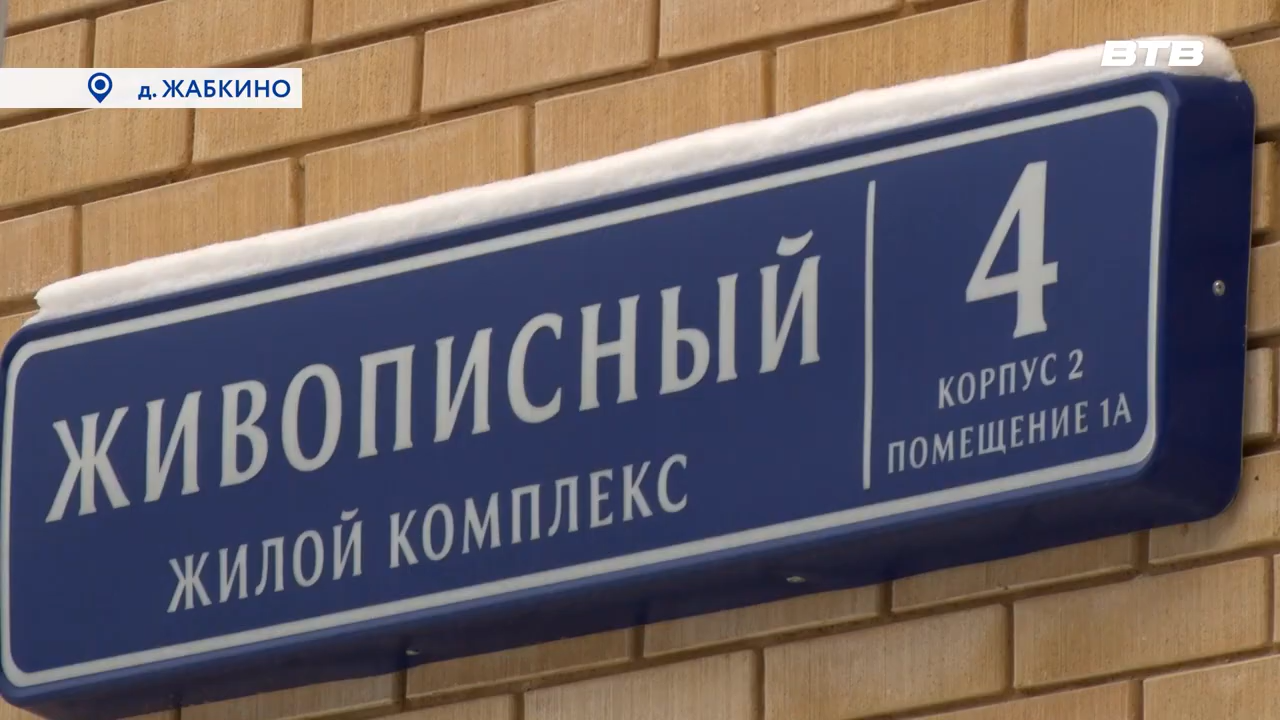 д. ЖАБКИНО
ВТВ
ЖИВОПИСНЫЙ
ЖИЛОЙ КОМПЛЕКС
4
КОРПУС 2
ПОМЕЩЕНИЕ 1А